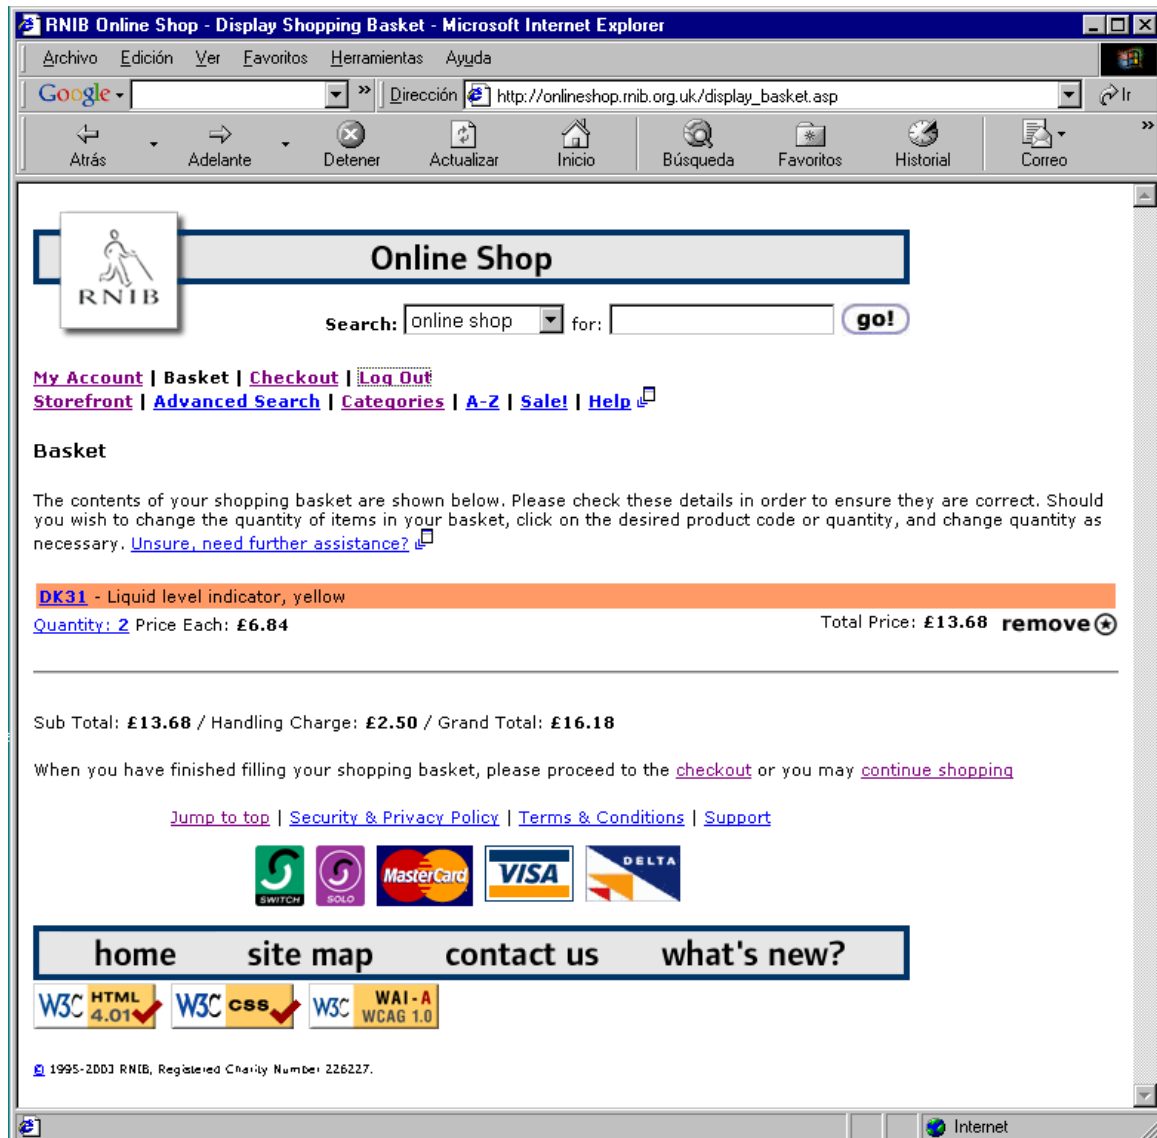 RNIB Online Shop - Display Shopping Basket - Microsoft Internet Explorer
Archivo Edición Ver Favoritos Herramientas Ayuda
Google » Dirección http://onlineshop.rnib.org.uk/display_basket.asp Ir
Atrás Adelante Detener Actualizar Inicio Búsqueda Favoritos Historial Correo »
RNIB
Online Shop
Search: online shop for: go!
My Account | Basket | Checkout | Log Out
Storefront | Advanced Search | Categories | A-Z | Sale! | Help
Basket
The contents of your shopping basket are shown below. Please check these details in order to ensure they are correct. Should
you wish to change the quantity of items in your basket, click on the desired product code or quantity, and change quantity as
necessary. Unsure, need further assistance?
DK31 - Liquid level indicator, yellow
Quantity: 2 Price Each: £6.84 Total Price: £13.68 remove
Sub Total: £13.68 / Handling Charge: £2.50 / Grand Total: £16.18
When you have finished filling your shopping basket, please proceed to the checkout or you may continue shopping
Jump to top | Security & Privacy Policy | Terms & Conditions | Support
SWITCH SOLO MasterCard VISA DELTA
home site map contact us what's new?
W3C HTML 4.01 W3C css W3C WAI-A WCAG 1.0
© 1995-2003 RNIB, Registered Charity Number 226227.
Internet